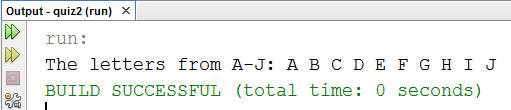 Output - quiz2 (run)
run:
The letters from A-J: A B C D E F G H I J
BUILD SUCCESSFUL (total time: 0 seconds)